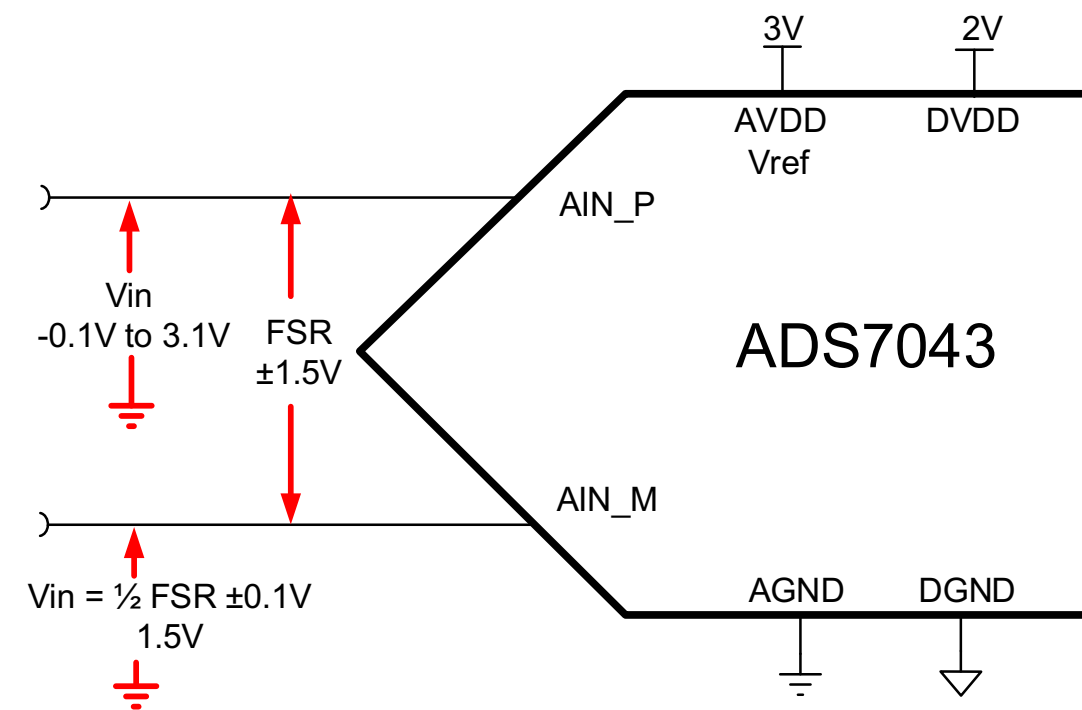 3V
2V
AVDD
DVDD
Vref
AIN_P
Vin
-0.1V to 3.1V
FSR
±1.5V
ADS7043
AIN_M
Vin = ½ FSR ±0.1V
1.5V
AGND
DGND